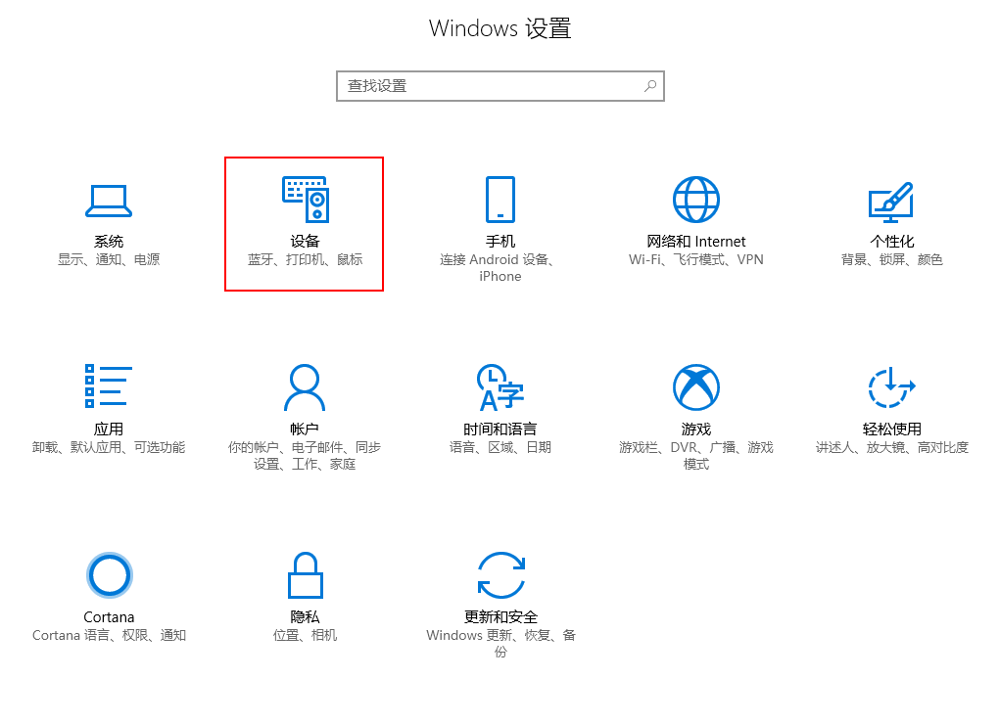 Windows 设置
查找设置
系统
显示、通知、电源
设备
蓝牙、打印机、鼠标
手机
连接 Android 设备、
iPhone
网络和 Internet
Wi-Fi、飞行模式、VPN
个性化
背景、锁屏、颜色
应用
卸载、默认应用、可选功能
帐户
你的帐户、电子邮件、同步
设置、工作、家庭
A字
时间和语言
语音、区域、日期
游戏
游戏栏、DVR、广播、游戏
模式
轻松使用
讲述人、放大镜、高对比度
Cortana
Cortana 语言、权限、通知
隐私
位置、相机
更新和安全
Windows 更新、恢复、备
份